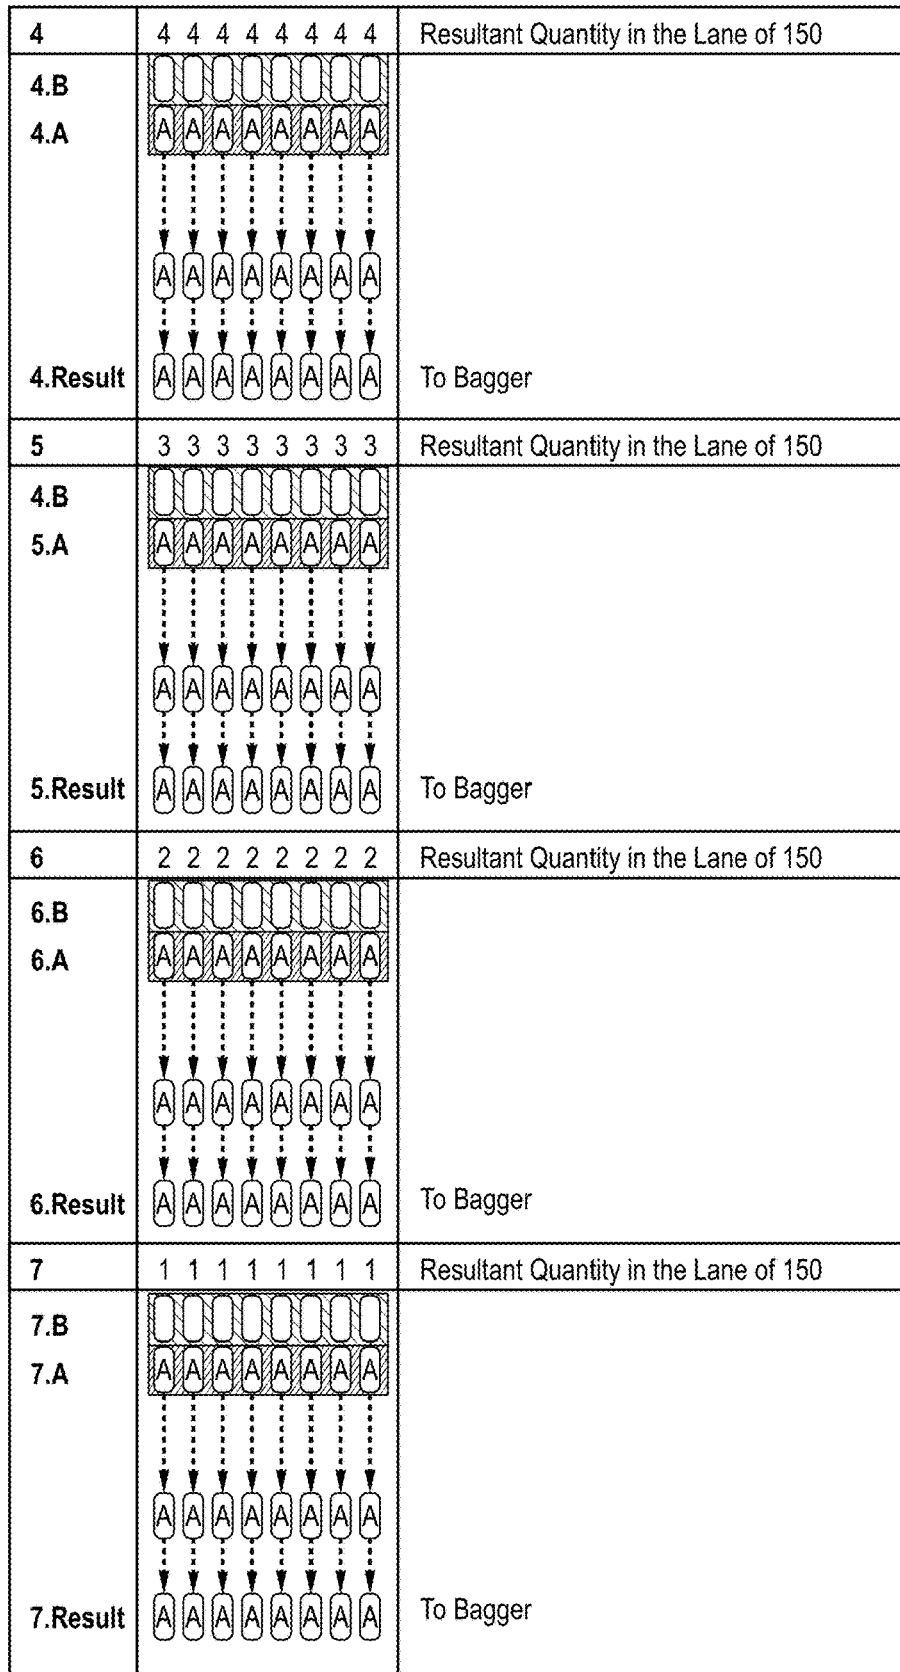 4 4 4 4 4 4 4 4 4 Resultant Quantity in the Lane of 150
4.B
4.A A A A A A A A A
A A A A A A A A
4.Result A A A A A A A A To Bagger
5 3 3 3 3 3 3 3 3 Resultant Quantity in the Lane of 150
4.B
5.A A A A A A A A A
A A A A A A A A
5.Result A A A A A A A A To Bagger
6 2 2 2 2 2 2 2 2 Resultant Quantity in the Lane of 150
6.B
6.A A A A A A A A A
A A A A A A A A
6.Result A A A A A A A A To Bagger
7 1 1 1 1 1 1 1 1 Resultant Quantity in the Lane of 150
7.B
7.A A A A A A A A A
A A A A A A A A
7.Result A A A A A A A A To Bagger